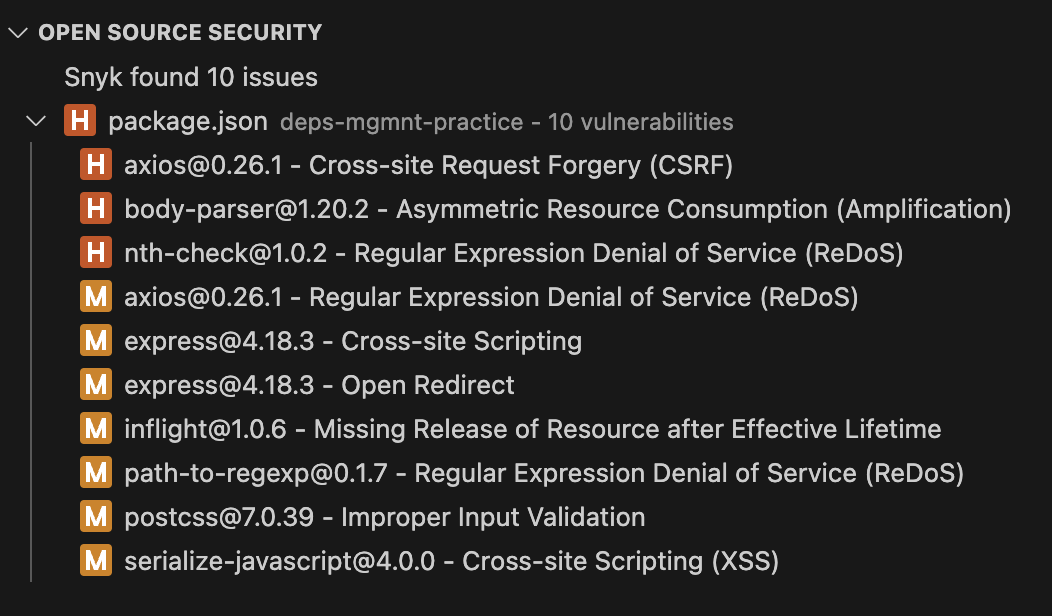 OPEN SOURCE SECURITY
Snyk found 10 issues
H package.json deps-mgmnt-practice - 10 vulnerabilities
H axios@0.26.1 - Cross-site Request Forgery (CSRF)
H body-parser@1.20.2 - Asymmetric Resource Consumption (Amplification)
H nth-check@1.0.2 - Regular Expression Denial of Service (ReDoS)
M axios@0.26.1 - Regular Expression Denial of Service (ReDoS)
M express@4.18.3 - Cross-site Scripting
M express@4.18.3 - Open Redirect
M inflight@1.0.6 - Missing Release of Resource after Effective Lifetime
M path-to-regexp@0.1.7 - Regular Expression Denial of Service (ReDoS)
M postcss@7.0.39 - Improper Input Validation
M serialize-javascript@4.0.0 - Cross-site Scripting (XSS)